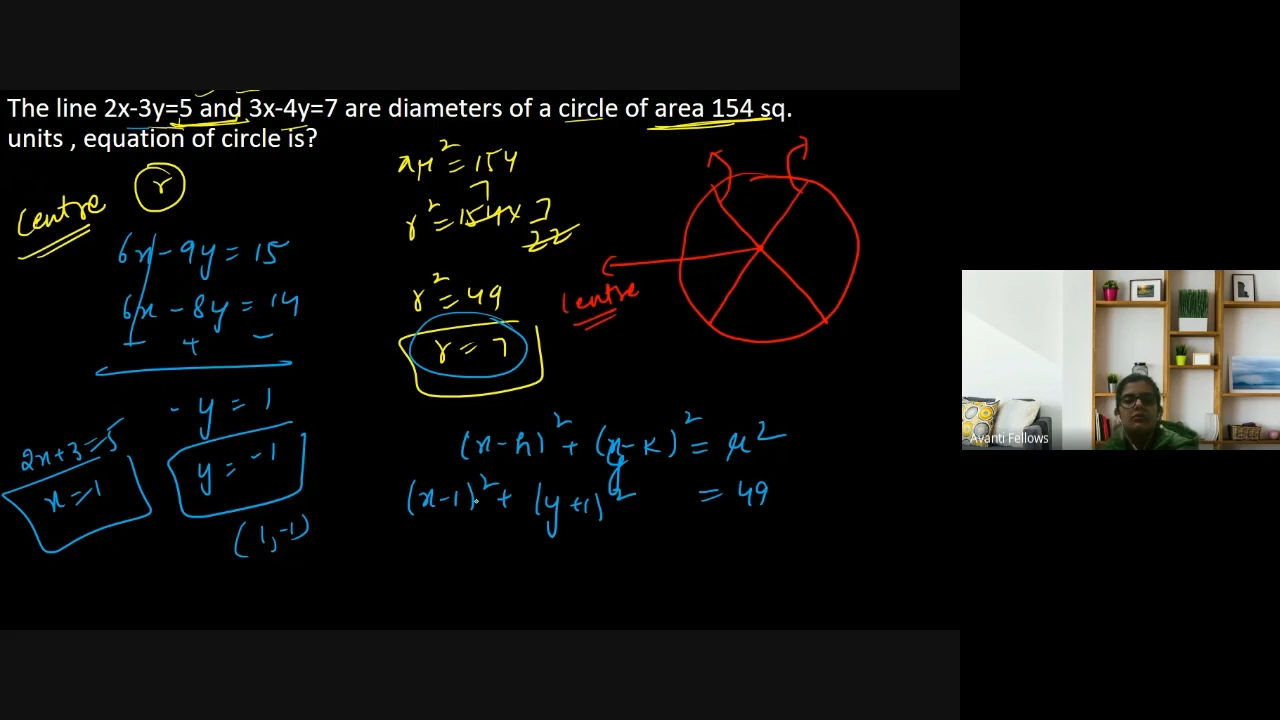 The line 2x-3y=5 and 3x-4y=7 are diameters of a circle of area 154 sq.
units , equation of circle is?
Centre
r
6x - 9y = 15
6x - 8y = 14
- + -
- y = 1
y = -1
2x+3=5
x=1
(1,-1)
πr² = 154
r² = 154 x 7
22
7
r² = 49
r = 7
Centre
(x-h)² + (y-k)² = r²
(x-1)² + (y+1)² = 49
Avanti Fellows